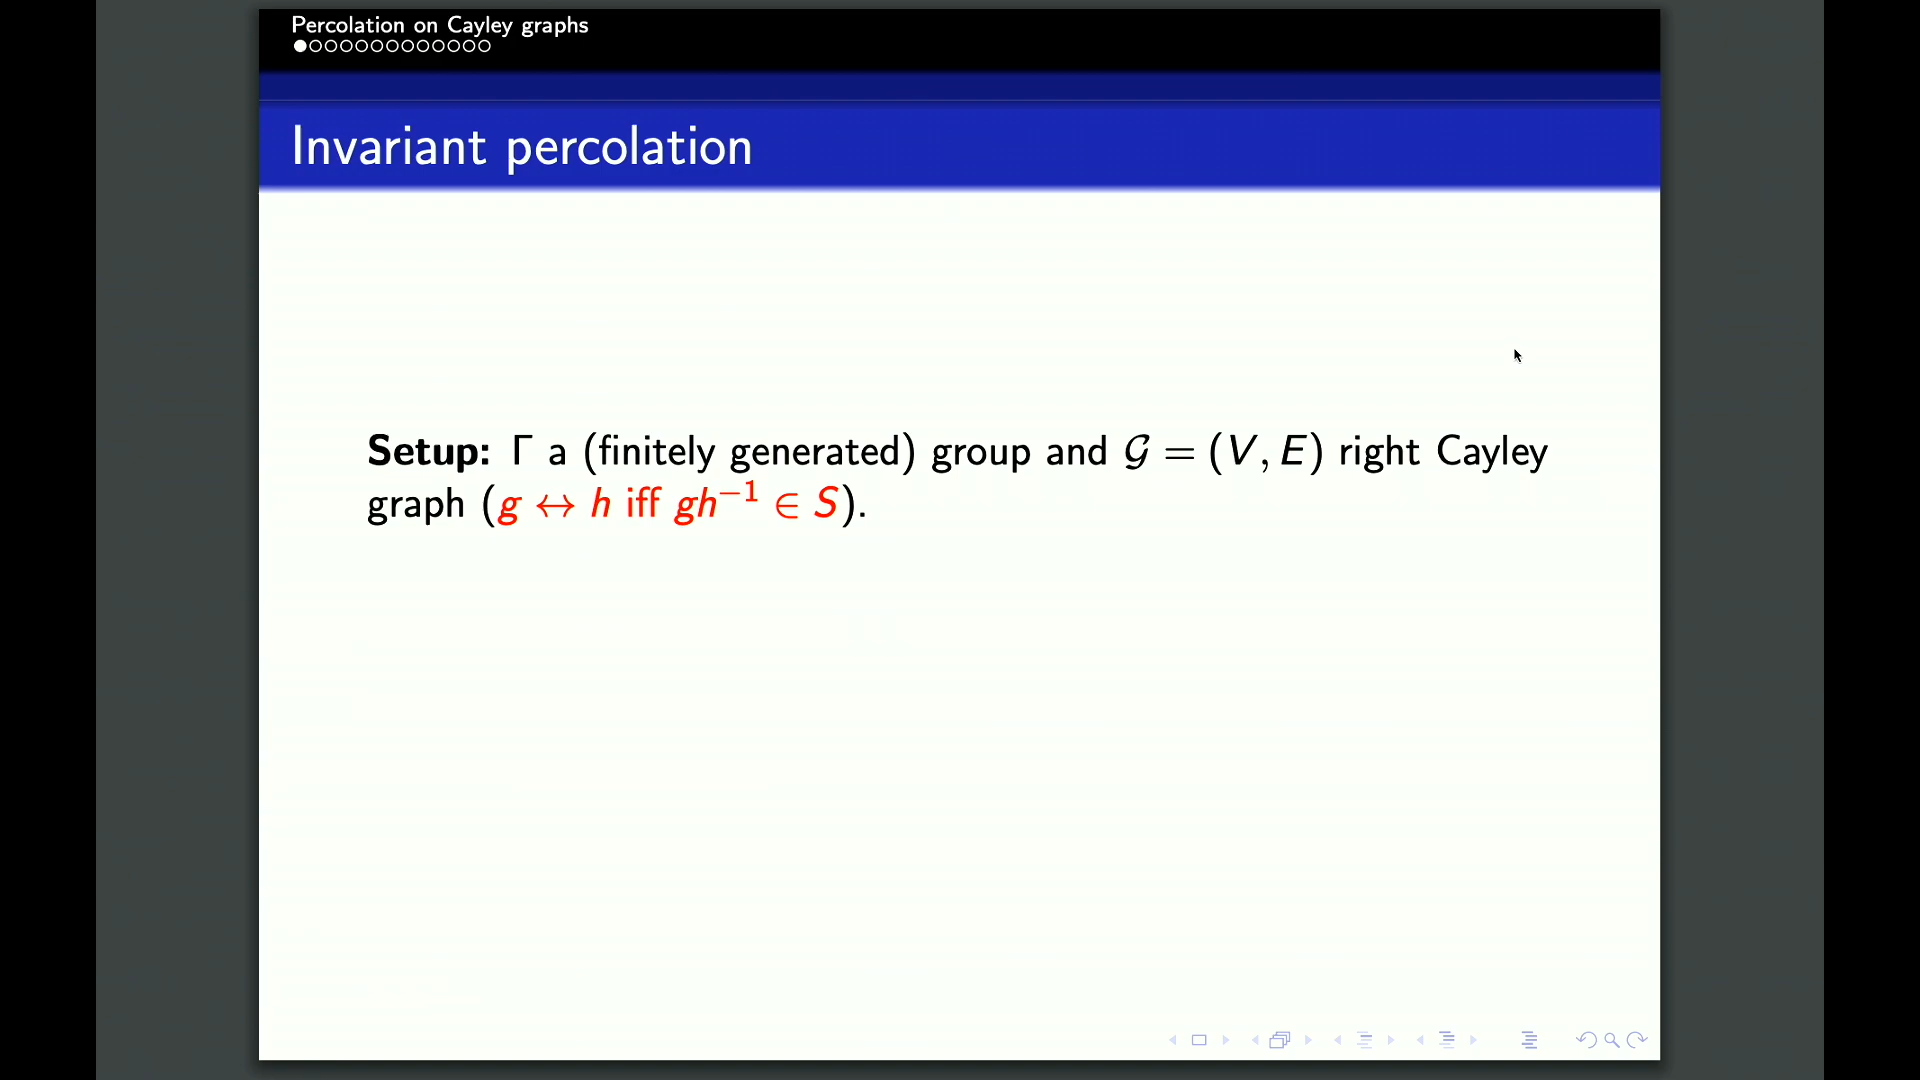 Percolation on Cayley graphs
Invariant percolation
Setup: Γ a (finitely generated) group and 𝒢 = (V, E) right Cayley
graph (g ↔ h iff gh⁻¹ ∈ S).